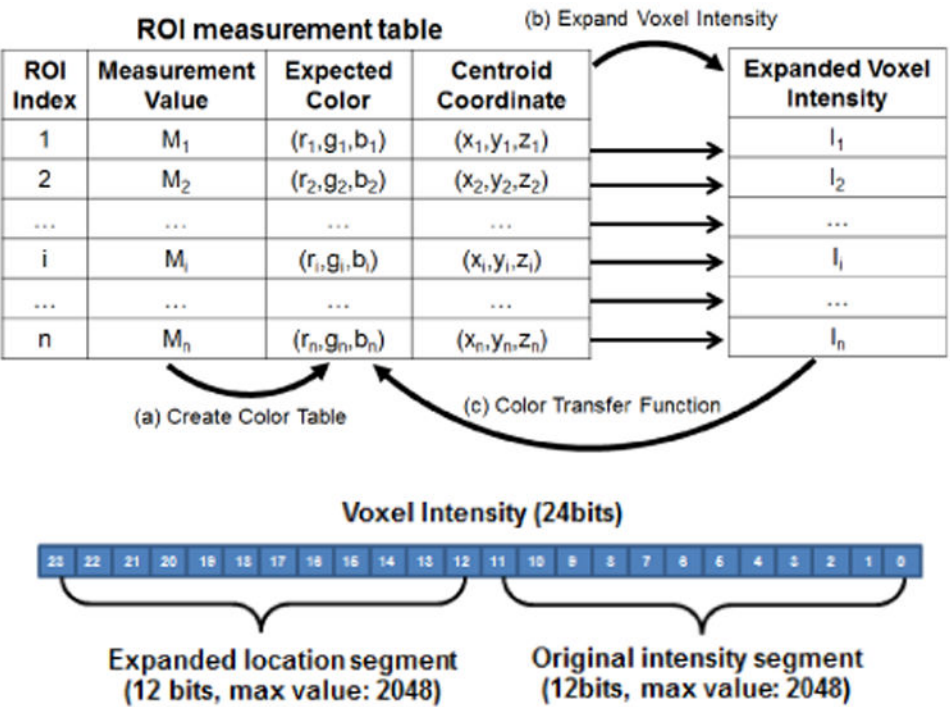 ROI measurement table
(b) Expand Voxel Intensity
ROI Index Measurement Value Expected Color Centroid Coordinate Expanded Voxel Intensity
1 M₁ (r₁,g₁,b₁) (x₁,y₁,z₁) I₁
2 M₂ (r₂,g₂,b₂) (x₂,y₂,z₂) I₂
... ... ... ... ...
i Mᵢ (rᵢ,gᵢ,bᵢ) (xᵢ,yᵢ,zᵢ) Iᵢ
... ... ... ... ...
n Mₙ (rₙ,gₙ,bₙ) (xₙ,yₙ,zₙ) Iₙ
(a) Create Color Table
(c) Color Transfer Function
Voxel Intensity (24bits)
23 22 21 20 19 18 17 16 15 14 13 12 11 10 9 8 7 6 5 4 3 2 1 0
Expanded location segment
(12 bits, max value: 2048)
Original intensity segment
(12bits, max value: 2048)